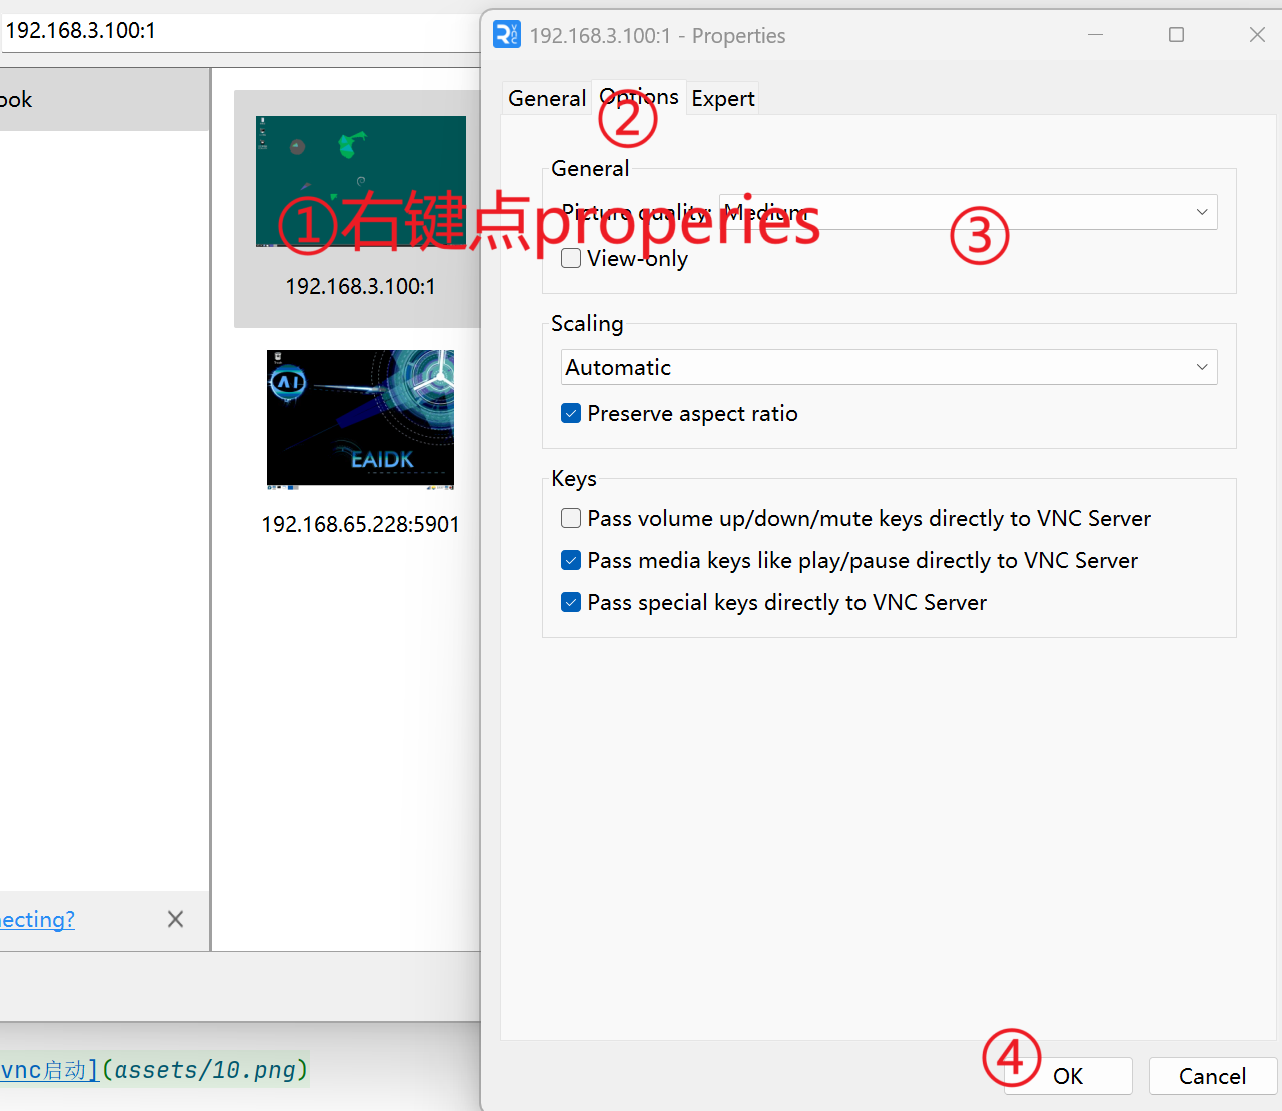 192.168.3.100:1
ook
192.168.3.100:1
AI
EAIDK
192.168.65.228:5901
ecting?
vnc启动](assets/10.png)
192.168.3.100:1 - Properties
General
Options
Expert
②
General
Picture quality: Medium
①右键点properies
③
View-only
Scaling
Automatic
Preserve aspect ratio
Keys
Pass volume up/down/mute keys directly to VNC Server
Pass media keys like play/pause directly to VNC Server
Pass special keys directly to VNC Server
④
OK
Cancel